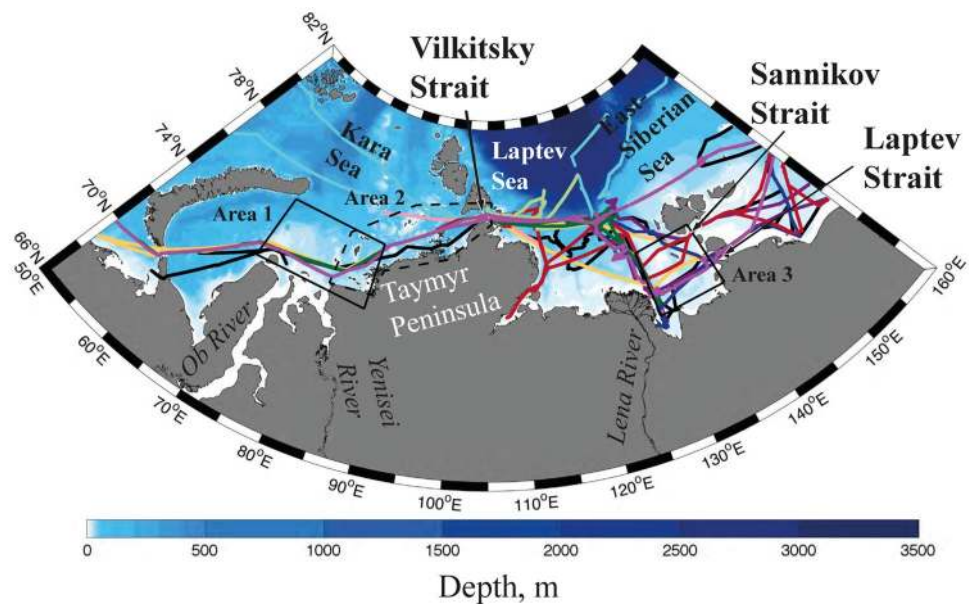 Vilkitsky
Strait
Sannikov
Strait
Laptev
Strait
82°N
78°N
74°N
70°N
66°N
50°E
60°E
70°E
80°E
90°E
100°E
110°E
120°E
130°E
140°E
150°E
160°E
Kara
Sea
Laptev
Sea
East-
Siberian
Sea
Area 1
Area 2
Area 3
Taymyr
Peninsula
Ob River
Yenisei
River
Lena River
0
500
1000
1500
2000
2500
3000
3500
Depth, m